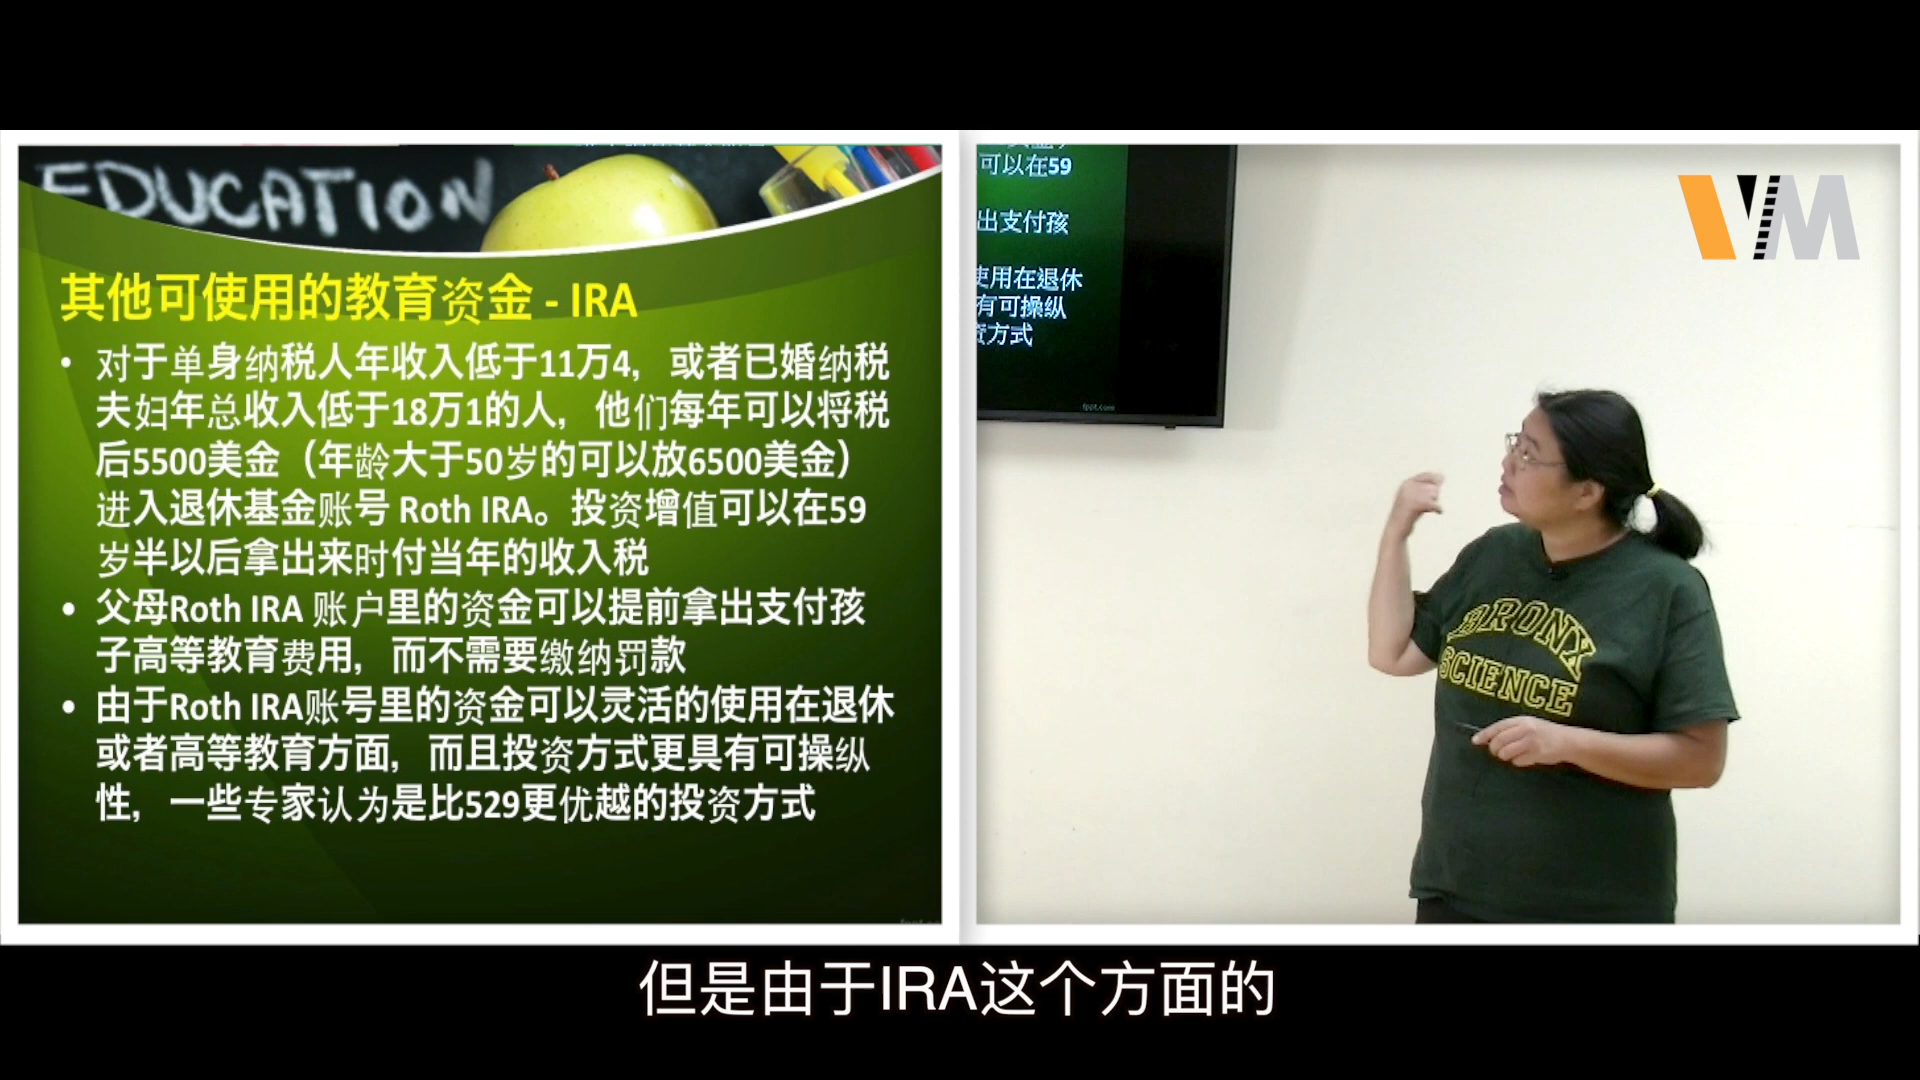 EDUCATION
其他可使用的教育资金 - IRA
• 对于单身纳税人年收入低于11万4，或者已婚纳税
夫妇年总收入低于18万1的人，他们每年可以将税
后5500美金（年龄大于50岁的可以放6500美金）
进入退休基金账号 Roth IRA。投资增值可以在59
岁半以后拿出来时付当年的收入税
• 父母Roth IRA 账户里的资金可以提前拿出支付孩
子高等教育费用，而不需要缴纳罚款
• 由于Roth IRA账号里的资金可以灵活的使用在退休
或者高等教育方面，而且投资方式更具有可操纵
性，一些专家认为是比529更优越的投资方式
可以在59
出支付孩
使用在退休
有可操纵
资方式
fppt.com
VM
BRONX
SCIENCE
但是由于IRA这个方面的